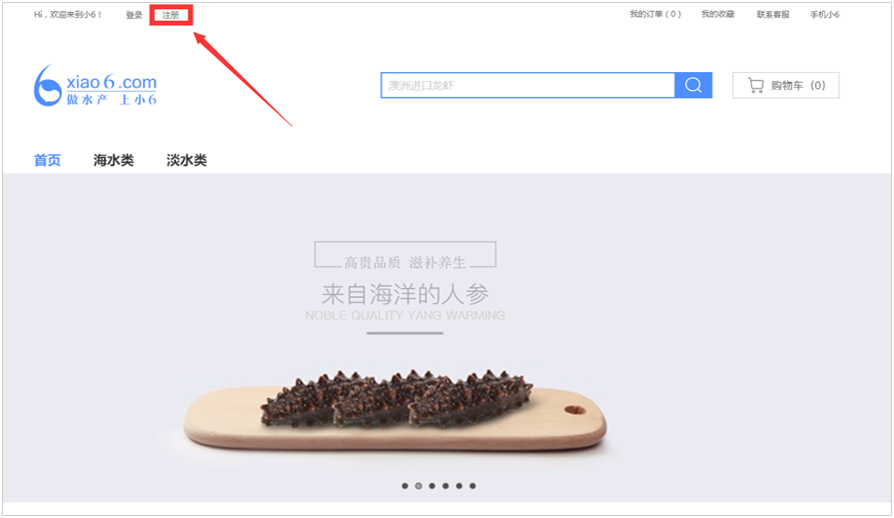 Hi，欢迎来到小6！ 登录 注册 我的订单（0） 我的收藏 联系客服 手机小6
xiao6.com
做水产 上小6
澳洲进口龙虾
购物车 (0)
首页 海水类 淡水类
高贵品质 滋补养生
来自海洋的人参
NOBLE QUALITY YANG WARMING